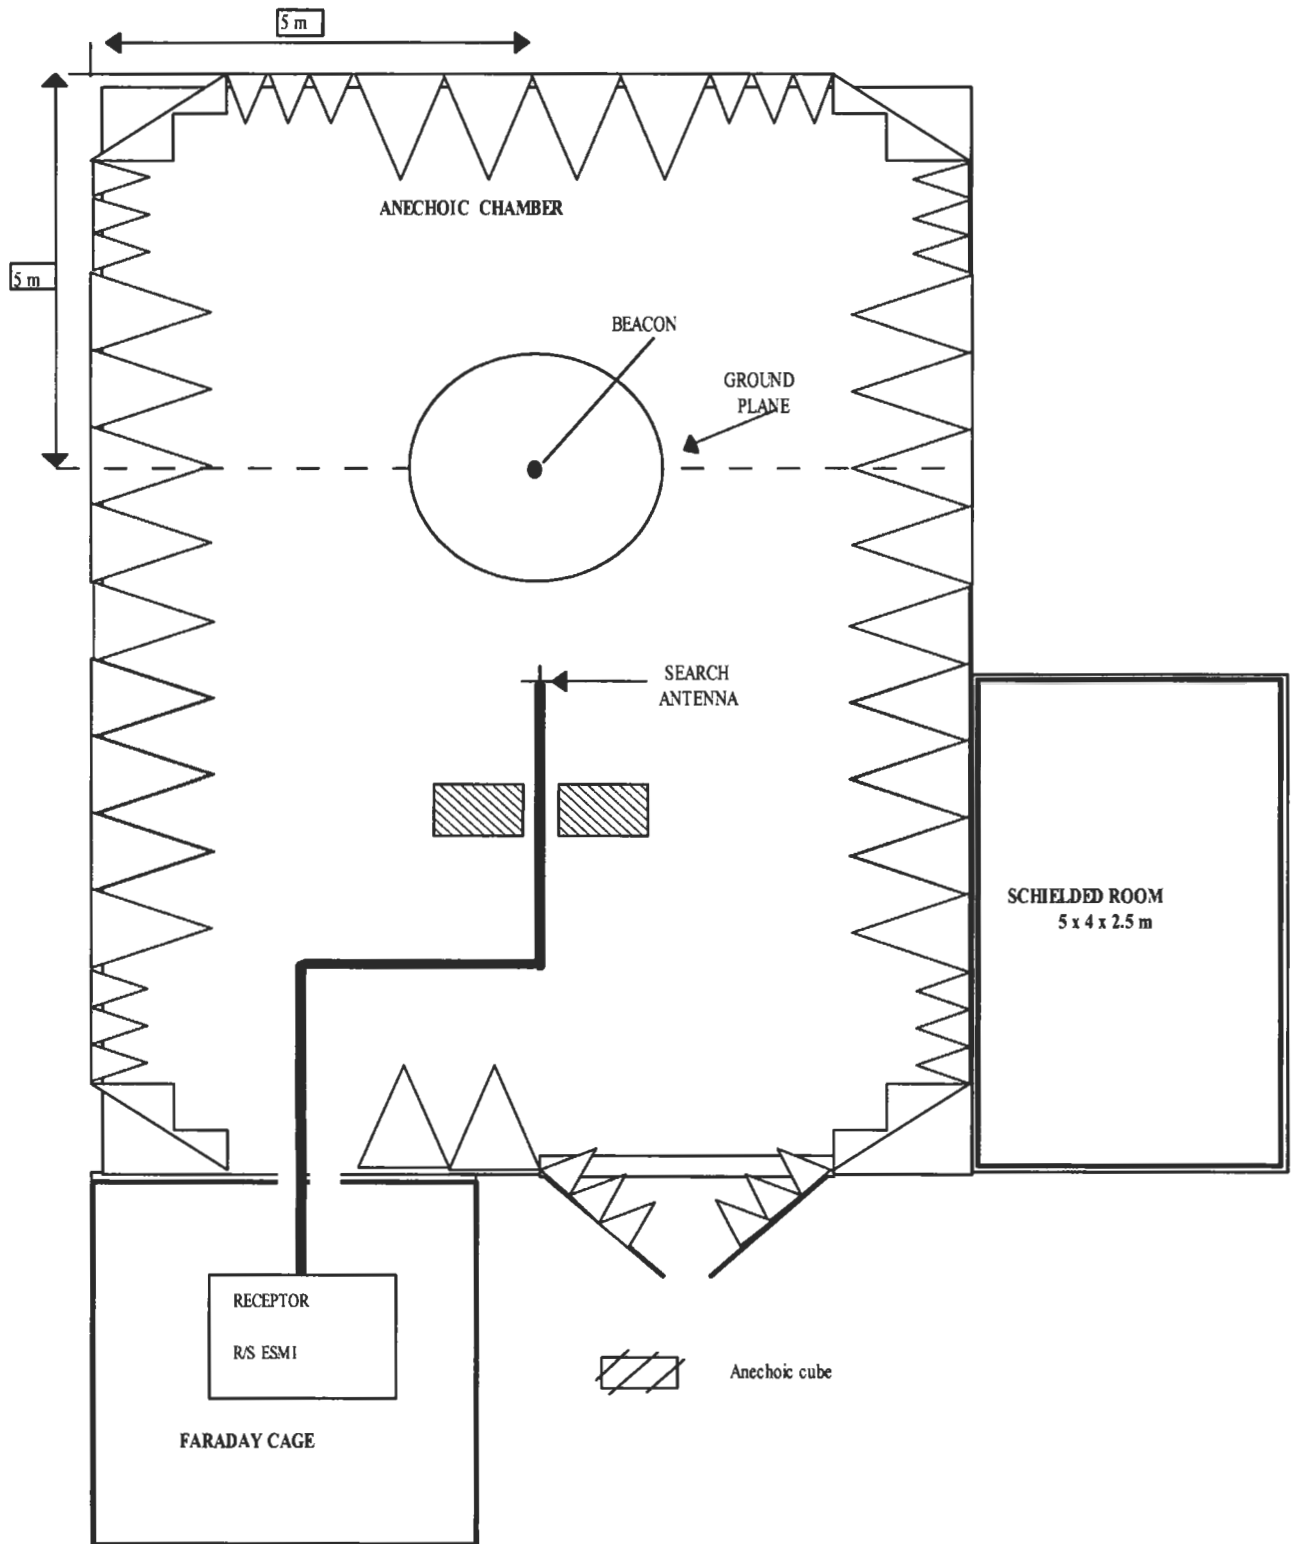 5 m
ANECHOIC CHAMBER
5 m
BEACON
GROUND
PLANE
SEARCH
ANTENNA
SCHIELDED ROOM
5 x 4 x 2.5 m
RECEPTOR
R/S ESMI
Anechoic cube
FARADAY CAGE